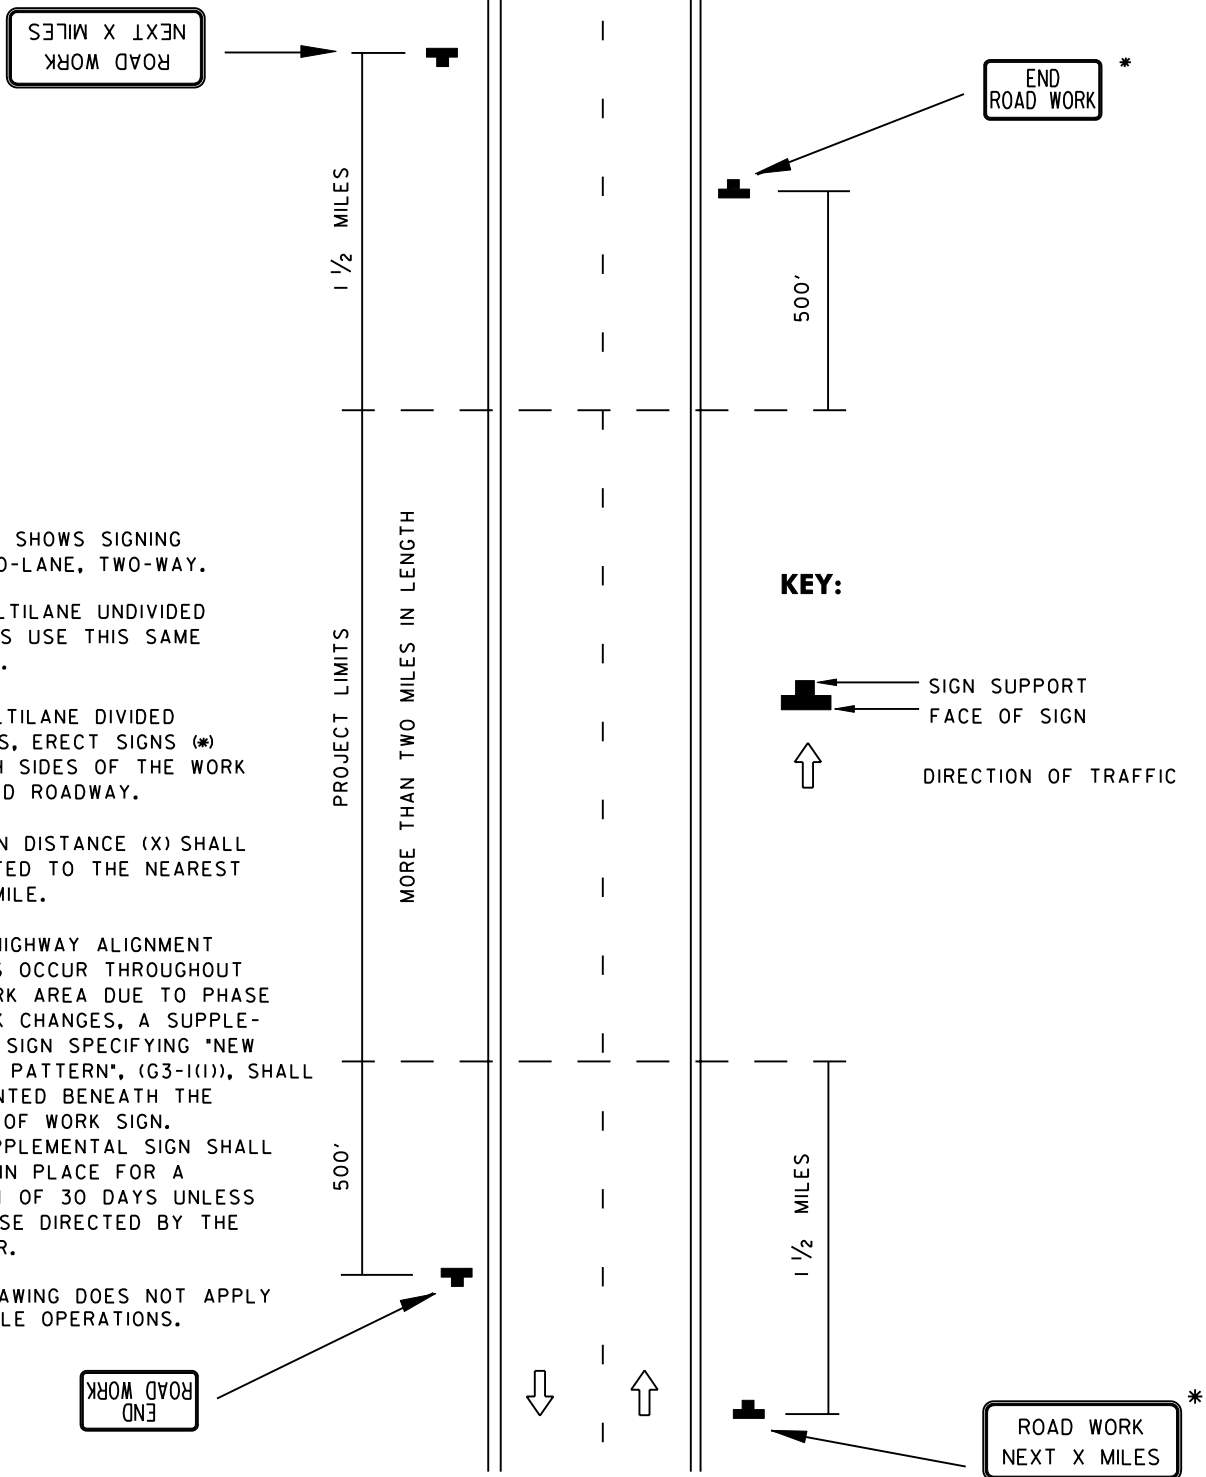 ROAD WORK
NEXT X MILES
END
ROAD WORK
*
1 1/2 MILES
500'
SHOWS SIGNING
O-LANE, TWO-WAY.
LTILANE UNDIVIDED
S USE THIS SAME
.
LTILANE DIVIDED
S, ERECT SIGNS (*)
H SIDES OF THE WORK
D ROADWAY.
N DISTANCE (X) SHALL
TED TO THE NEAREST
MILE.
HIGHWAY ALIGNMENT
S OCCUR THROUGHOUT
RK AREA DUE TO PHASE
K CHANGES, A SUPPLE-
SIGN SPECIFYING "NEW
PATTERN", (G3-1(1)), SHALL
NTED BENEATH THE
OF WORK SIGN.
PPLEMENTAL SIGN SHALL
IN PLACE FOR A
M OF 30 DAYS UNLESS
SE DIRECTED BY THE
R.
AWING DOES NOT APPLY
LE OPERATIONS.
PROJECT LIMITS
MORE THAN TWO MILES IN LENGTH
KEY:
SIGN SUPPORT
FACE OF SIGN
DIRECTION OF TRAFFIC
500'
1 1/2 MILES
END
ROAD WORK
ROAD WORK
NEXT X MILES
*